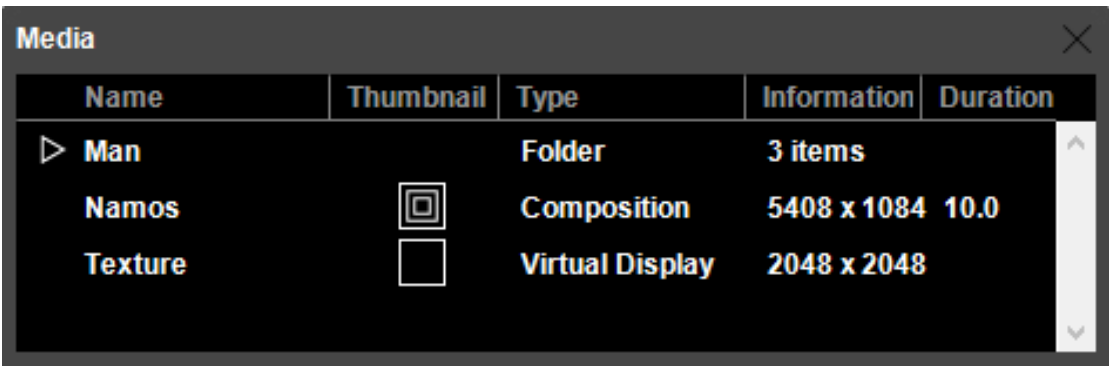 Media
Name Thumbnail Type Information Duration
Man Folder 3 items
Namos Composition 5408 x 1084 10.0
Texture Virtual Display 2048 x 2048